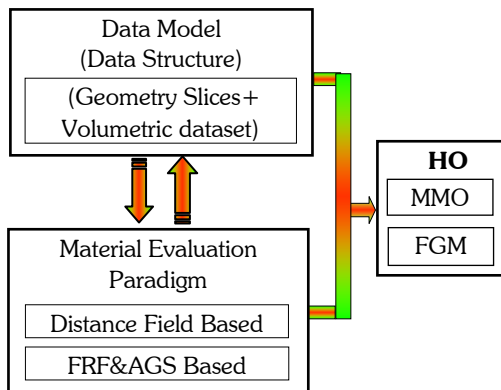 Data Model
(Data Structure)
(Geometry Slices+
Volumetric dataset)
Material Evaluation
Paradigm
Distance Field Based
FRF&AGS Based
HO
MMO
FGM